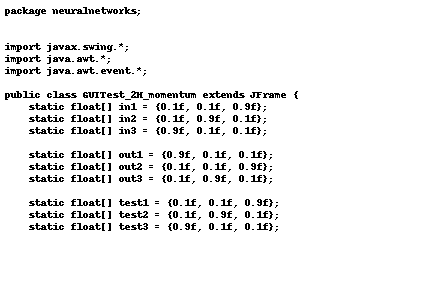 package neuralnetworks;
import javax.swing.*;
import java.awt.*;
import java.awt.event.*;
public class GUITest_2H_momentum extends JFrame {
static float[] in1 = {0.1f, 0.1f, 0.9f};
static float[] in2 = {0.1f, 0.9f, 0.1f};
static float[] in3 = {0.9f, 0.1f, 0.1f};
static float[] out1 = {0.9f, 0.1f, 0.1f};
static float[] out2 = {0.1f, 0.1f, 0.9f};
static float[] out3 = {0.1f, 0.9f, 0.1f};
static float[] test1 = {0.1f, 0.1f, 0.9f};
static float[] test2 = {0.1f, 0.9f, 0.1f};
static float[] test3 = {0.9f, 0.1f, 0.1f};